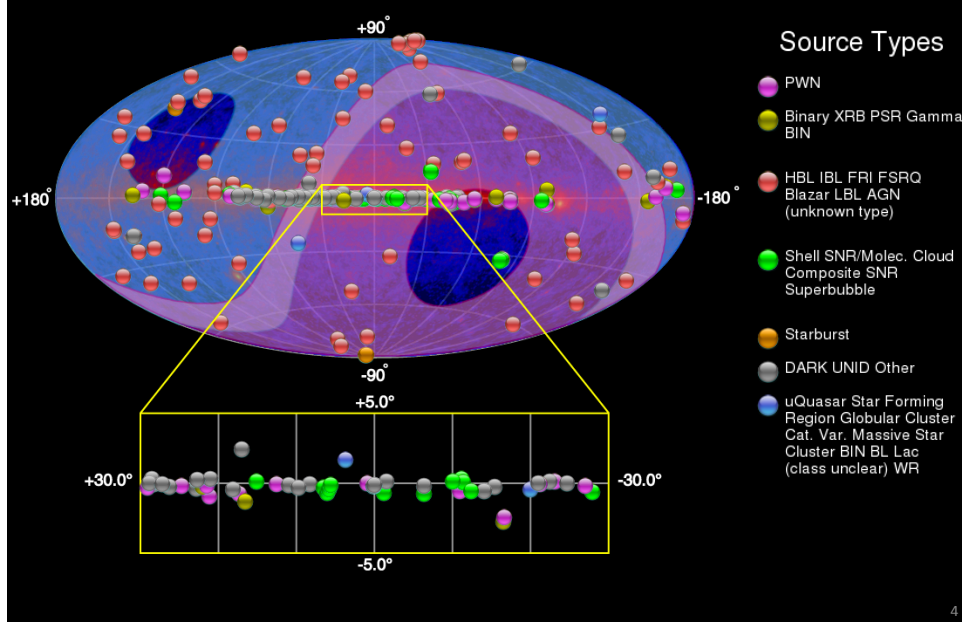 +90°
+180°
-180°
-90°
+5.0°
+30.0°
-30.0°
-5.0°
Source Types
PWN
Binary XRB PSR Gamma
BIN
HBL IBL FRI FSRQ
Blazar LBL AGN
(unknown type)
Shell SNR/Molec. Cloud
Composite SNR
Superbubble
Starburst
DARK UNID Other
uQuasar Star Forming
Region Globular Cluster
Cat. Var. Massive Star
Cluster BIN BL Lac
(class unclear) WR
4